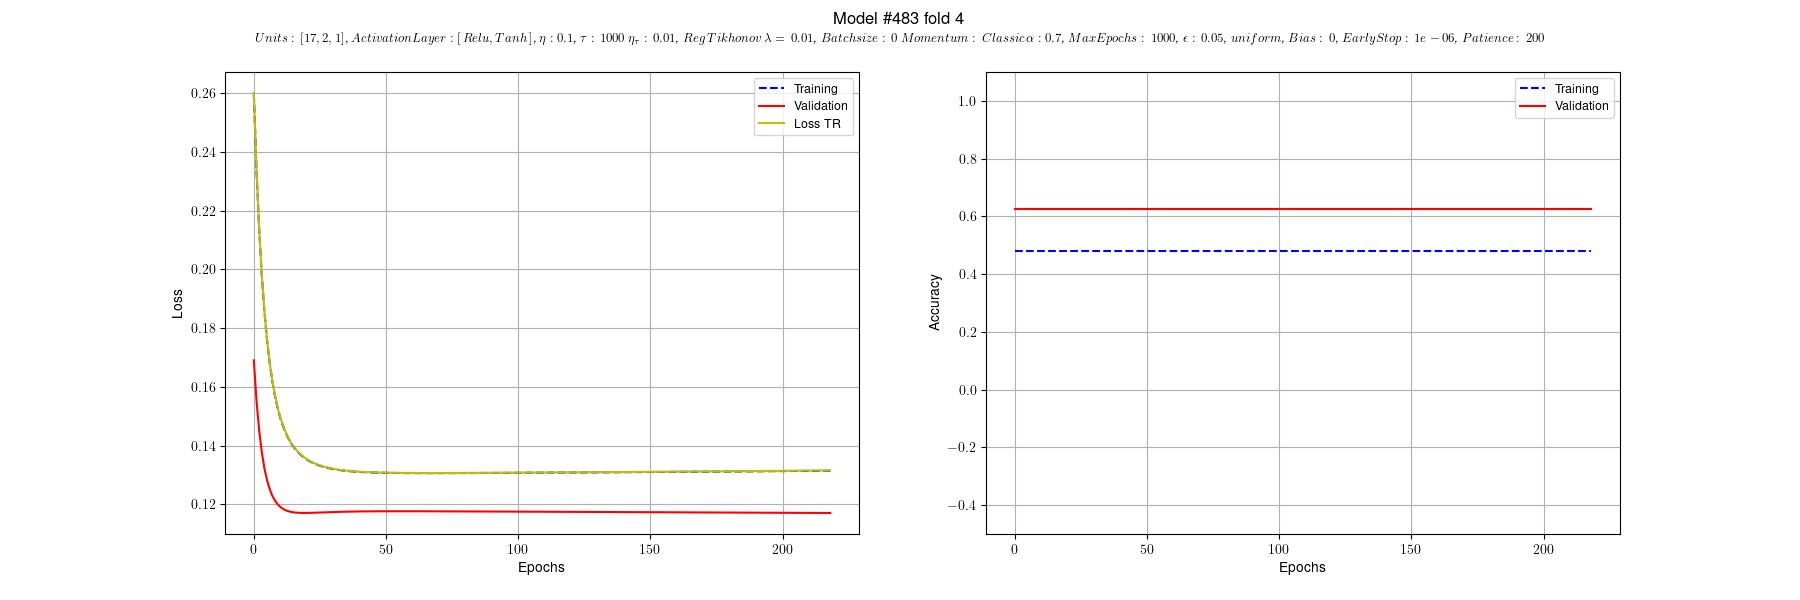 Model #483 fold 4
Units : [17, 2, 1], ActivationLayer : [Relu, Tanh], η : 0.1, τ : 1000 ητ : 0.01, RegTikhonov λ = 0.01, Batchsize : 0 Momentum : Classic α : 0.7, MaxEpochs : 1000, ϵ : 0.05, uniform, Bias : 0, EarlyStop : 1e − 06, Patience : 200
Training
Validation
Loss TR
0.26
0.24
0.22
0.20
0.18
0.16
0.14
0.12
Loss
0 50 100 150 200
Epochs
Training
Validation
1.0
0.8
0.6
0.4
0.2
0.0
−0.2
−0.4
Accuracy
0 50 100 150 200
Epochs